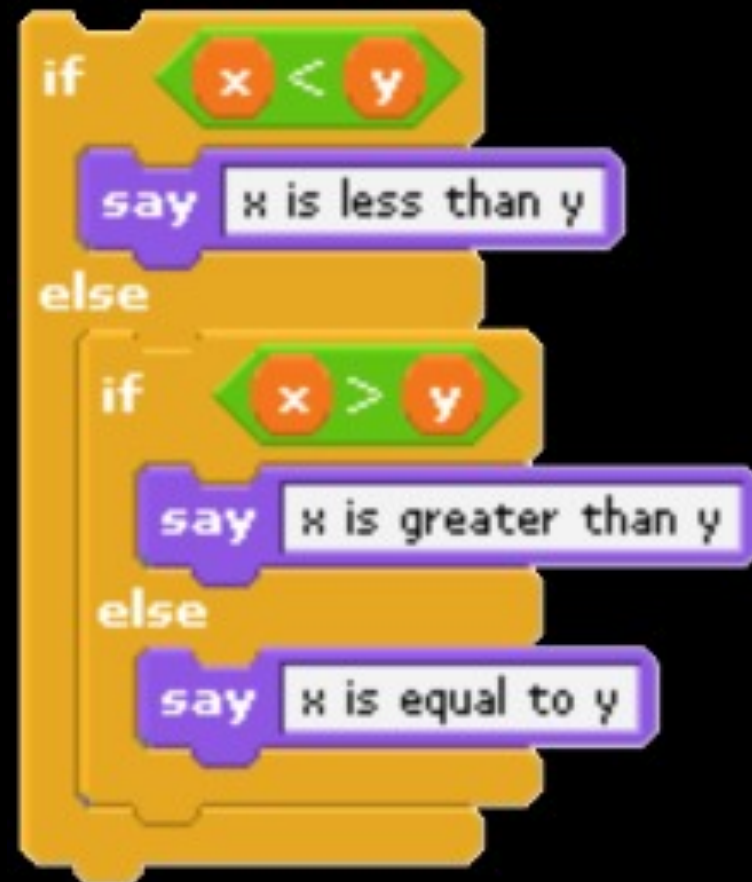 if x < y
say x is less than y
else
if x > y
say x is greater than y
else
say x is equal to y